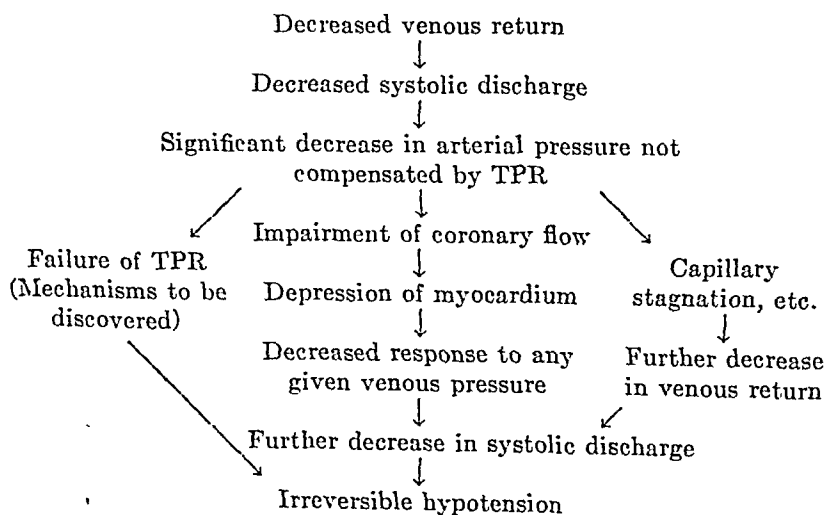 Decreased venous return
Decreased systolic discharge
Significant decrease in arterial pressure not
compensated by TPR
Failure of TPR
(Mechanisms to be
discovered)
Impairment of coronary flow
Depression of myocardium
Decreased response to any
given venous pressure
Capillary
stagnation, etc.
Further decrease
in venous return
Further decrease in systolic discharge
Irreversible hypotension